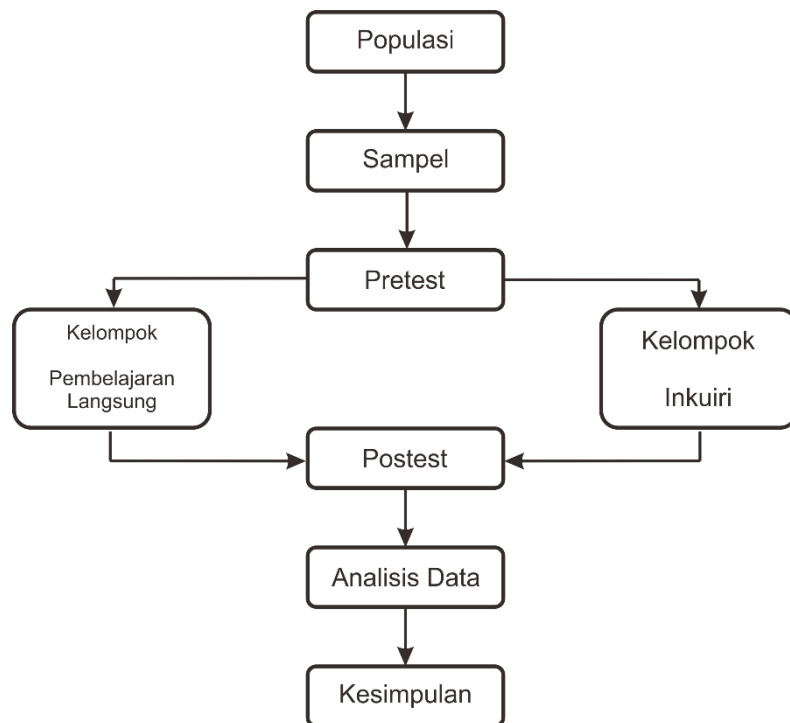 Populasi
Sampel
Pretest
Kelompok
Pembelajaran
Langsung
Kelompok
Inkuiri
Postest
Analisis Data
Kesimpulan